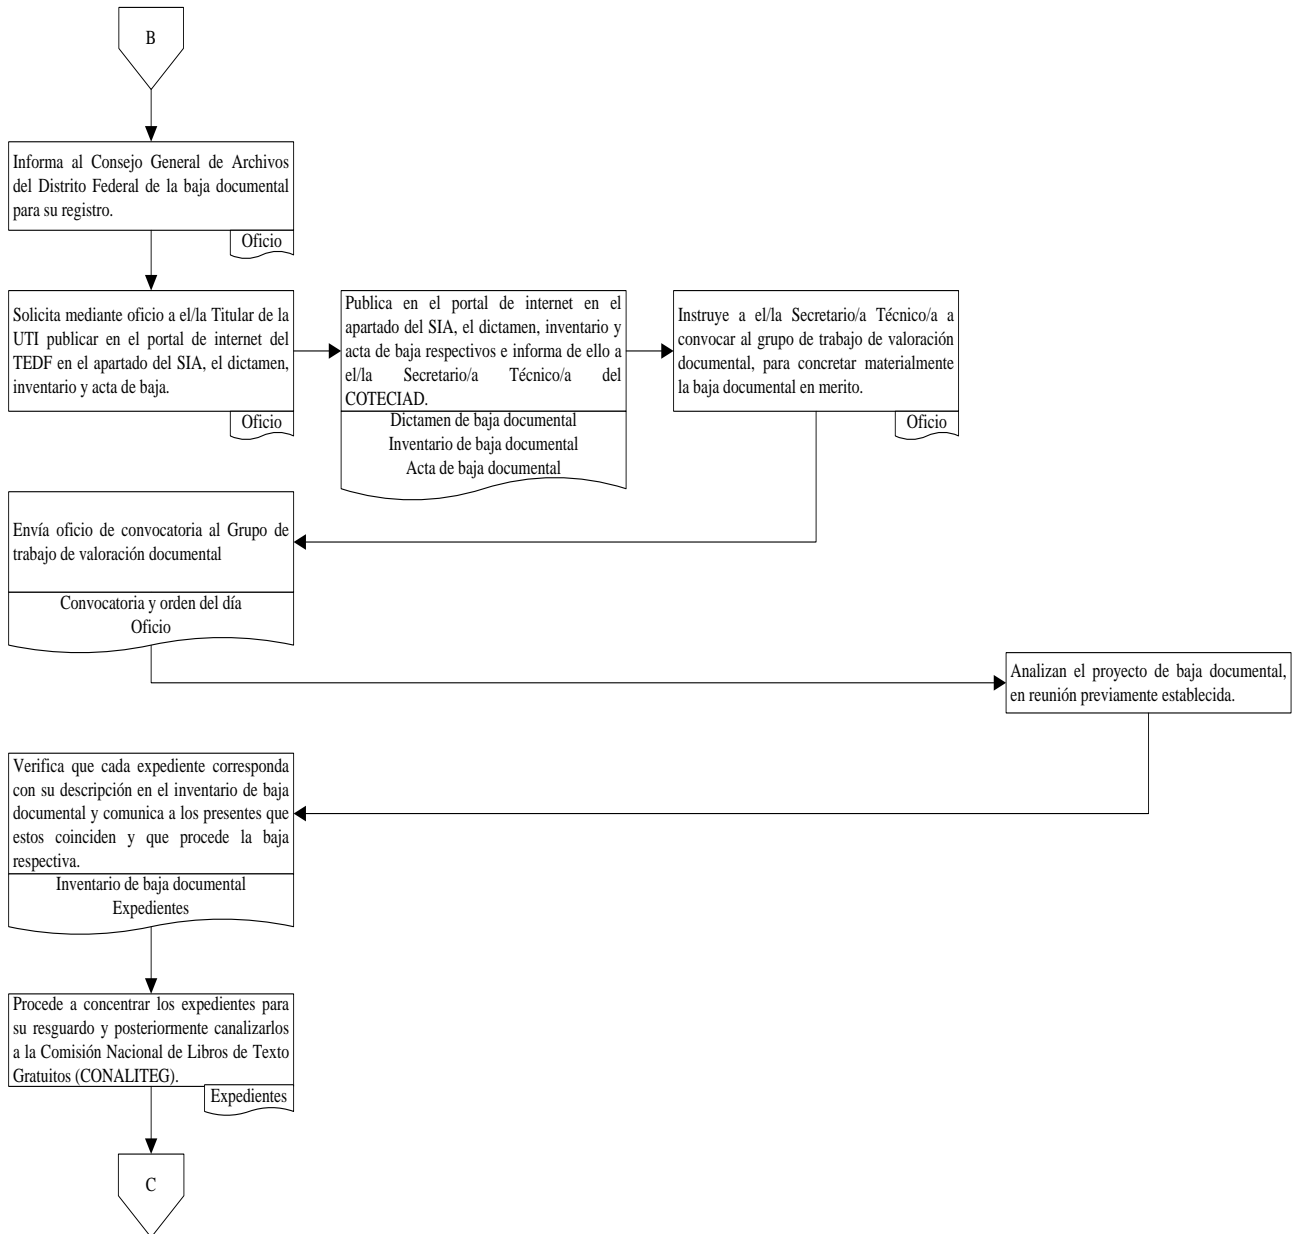 B
Informa al Consejo General de Archivos
del Distrito Federal de la baja documental
para su registro.
Oficio
Solicita mediante oficio a el/la Titular de la
UTI publicar en el portal de internet del
TEDF en el apartado del SIA, el dictamen,
inventario y acta de baja.
Oficio
Publica en el portal de internet en el
apartado del SIA, el dictamen, inventario y
acta de baja respectivos e informa de ello a
el/la Secretario/a Técnico/a del
COTECIAD.
Dictamen de baja documental
Inventario de baja documental
Acta de baja documental
Instruye a el/la Secretario/a Técnico/a a
convocar al grupo de trabajo de valoración
documental, para concretar materialmente
la baja documental en merito.
Oficio
Envía oficio de convocatoria al Grupo de
trabajo de valoración documental
Convocatoria y orden del día
Oficio
Analizan el proyecto de baja documental,
en reunión previamente establecida.
Verifica que cada expediente corresponda
con su descripción en el inventario de baja
documental y comunica a los presentes que
estos coinciden y que procede la baja
respectiva.
Inventario de baja documental
Expedientes
Procede a concentrar los expedientes para
su resguardo y posteriormente canalizarlos
a la Comisión Nacional de Libros de Texto
Gratuitos (CONALITEG).
Expedientes
C